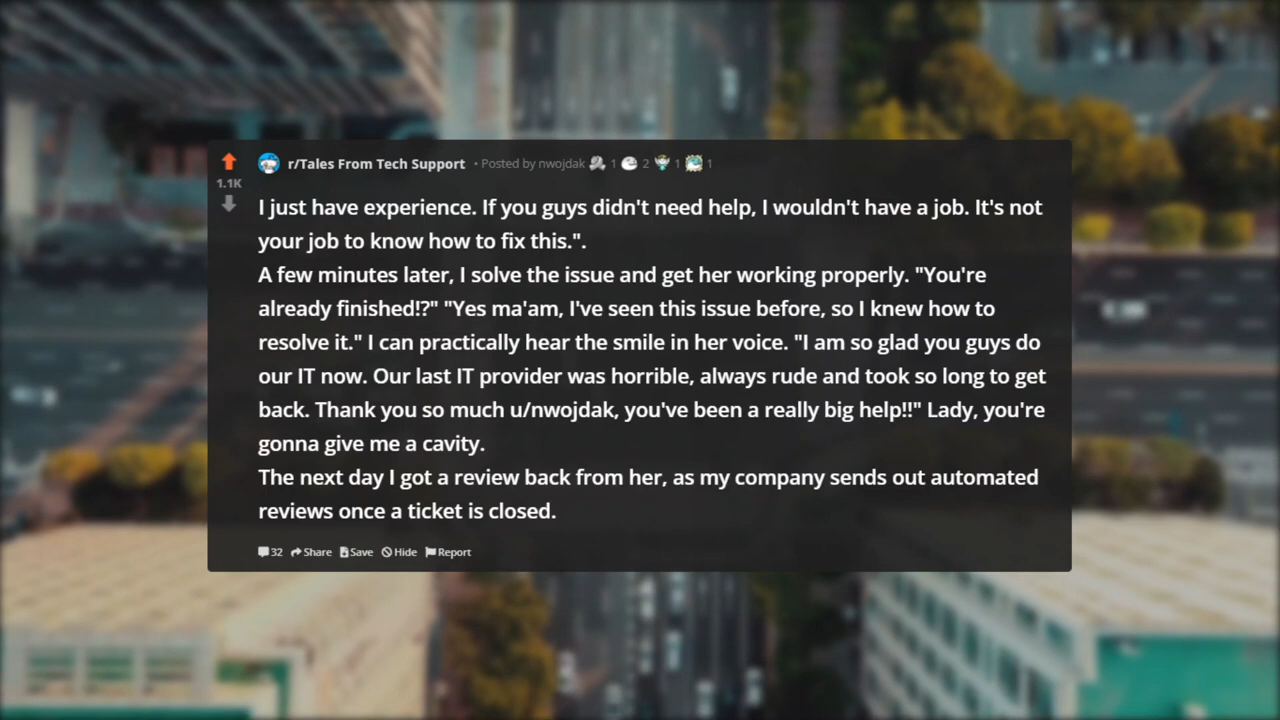 r/Tales From Tech Support • Posted by nwojdak 1 2 1 1
1.1K
I just have experience. If you guys didn't need help, I wouldn't have a job. It's not
your job to know how to fix this.".
A few minutes later, I solve the issue and get her working properly. "You're
already finished!?" "Yes ma'am, I've seen this issue before, so I knew how to
resolve it." I can practically hear the smile in her voice. "I am so glad you guys do
our IT now. Our last IT provider was horrible, always rude and took so long to get
back. Thank you so much u/nwojdak, you've been a really big help!!" Lady, you're
gonna give me a cavity.
The next day I got a review back from her, as my company sends out automated
reviews once a ticket is closed.
32 Share Save Hide Report